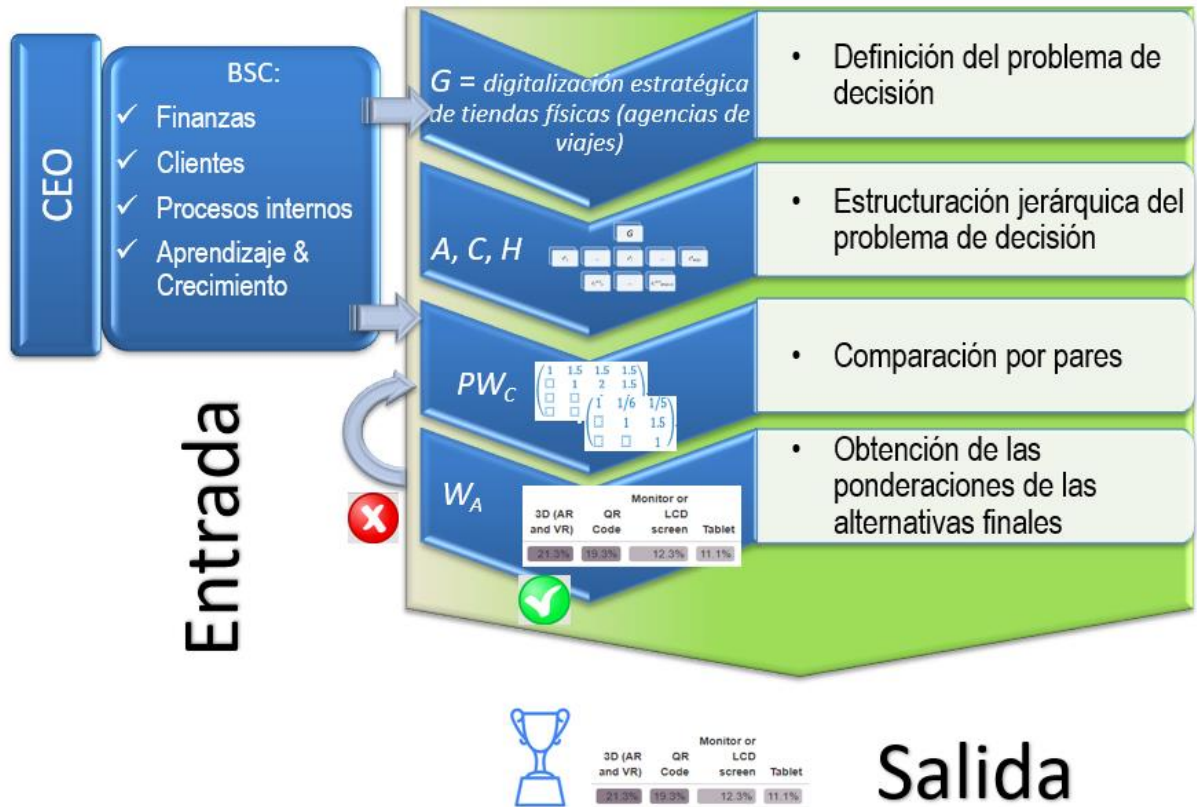 CEO
BSC:
✓ Finanzas
✓ Clientes
✓ Procesos internos
✓ Aprendizaje &
Crecimiento
Entrada
G = digitalización estratégica
de tiendas físicas (agencias de
viajes)
• Definición del problema de
decisión
A, C, H
G
• Estructuración jerárquica del
problema de decisión
PW_C
1 1.5 1.5 1.5
□ 1 2 1.5
□ □
□ □
1 1/6 1/5
□ 1 1.5
□ □ 1
• Comparación por pares
W_A
Monitor or
3D (AR QR LCD
and VR) Code screen Tablet
21.3% 19.3% 12.3% 11.1%
• Obtención de las
ponderaciones de las
alternativas finales
Monitor or
3D (AR QR LCD
and VR) Code screen Tablet
21.3% 19.3% 12.3% 11.1%
Salida